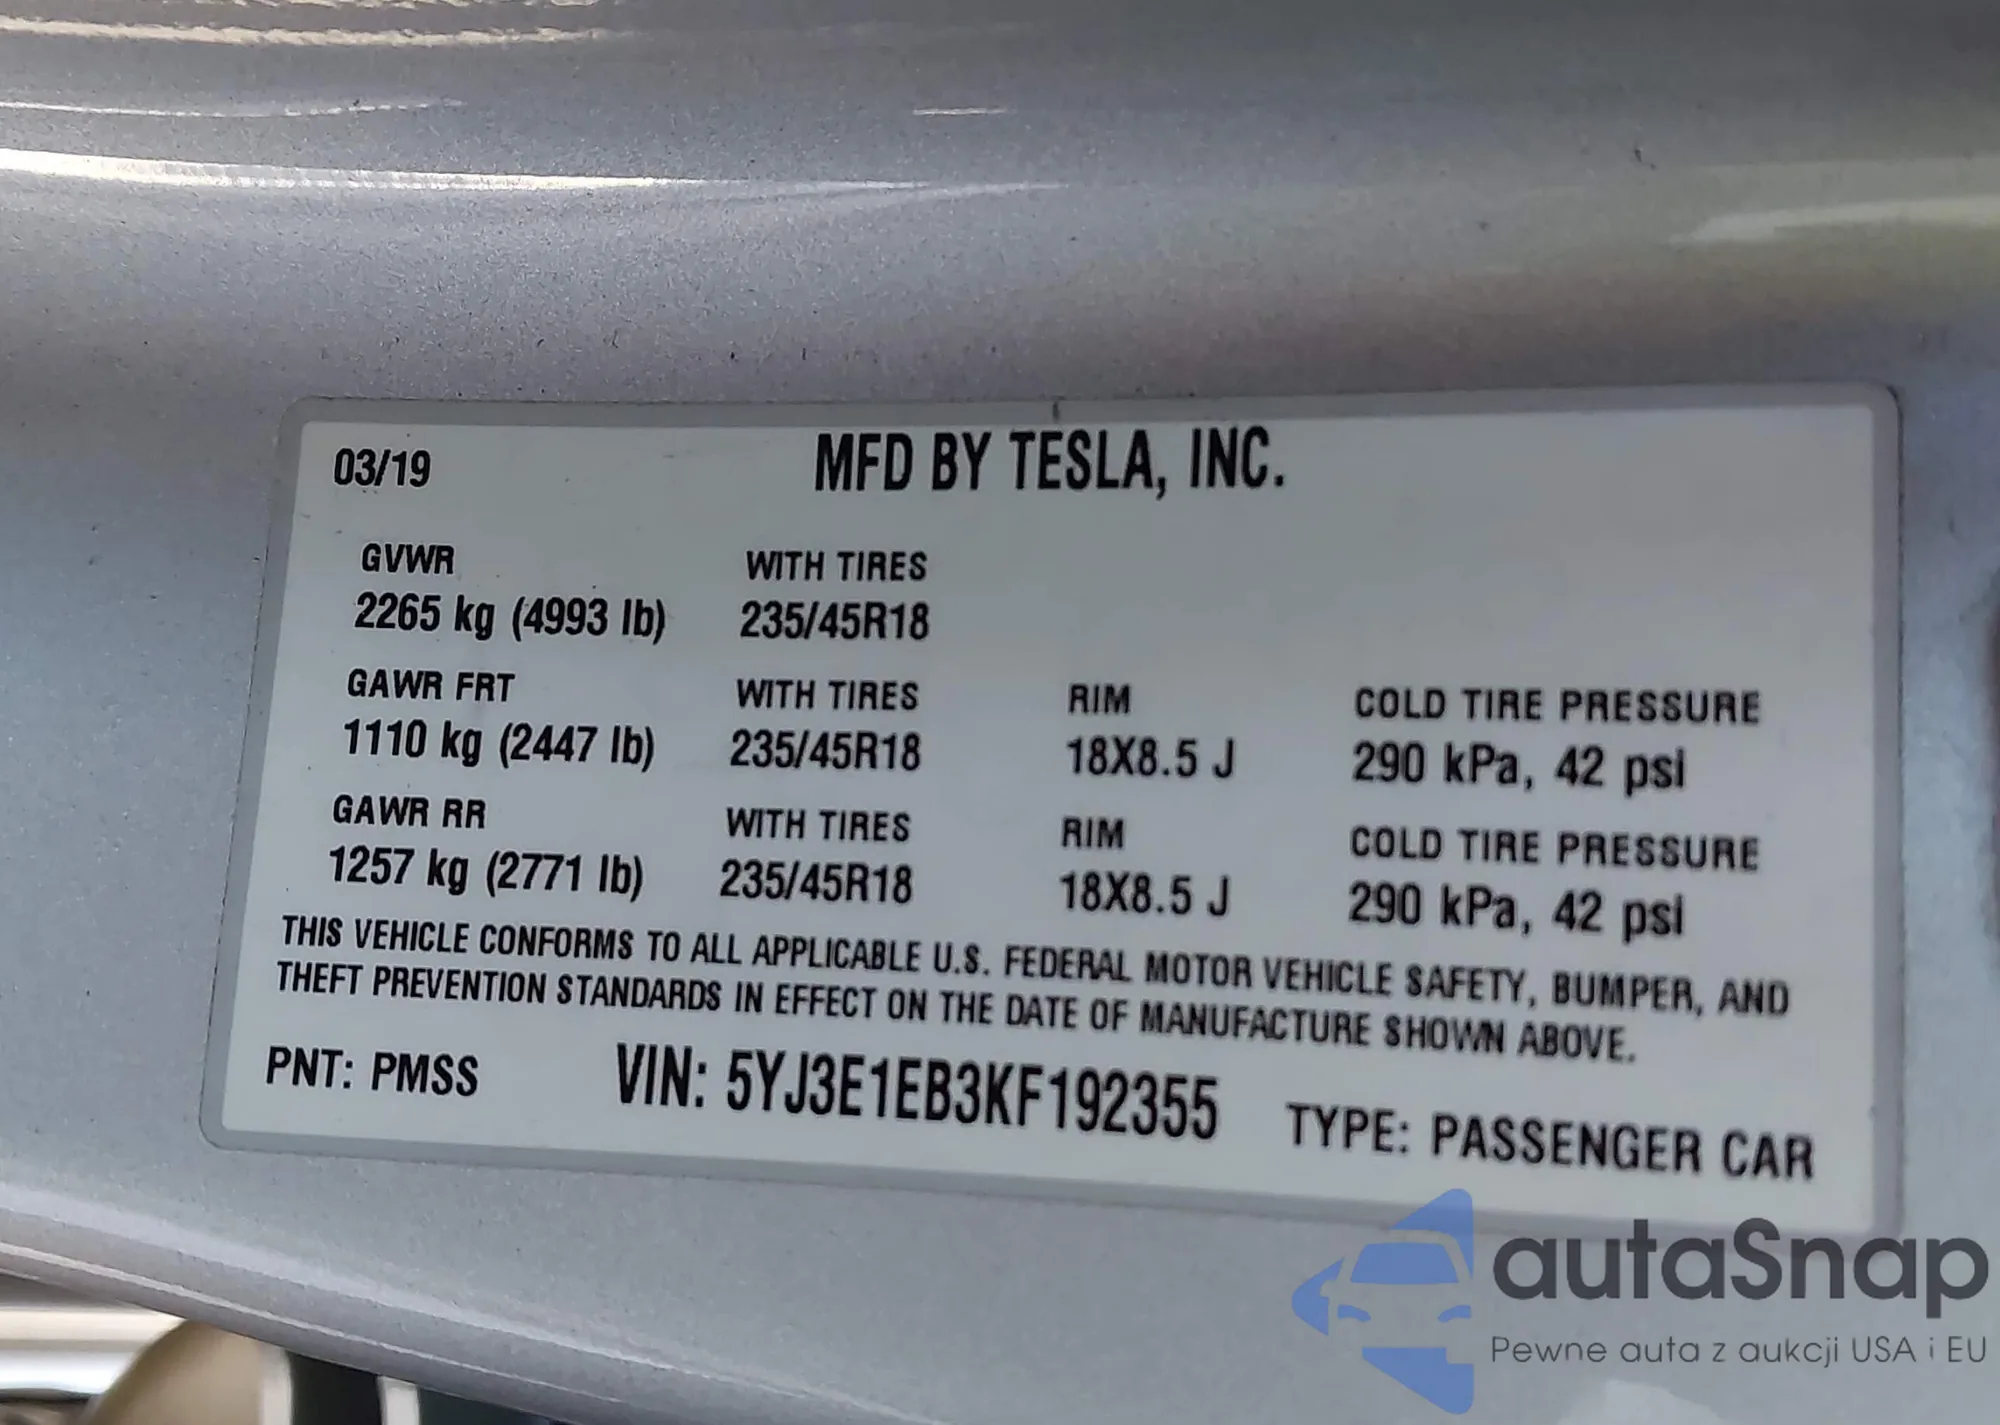 03/19 MFD BY TESLA, INC.
GVWR WITH TIRES
2265 kg (4993 lb) 235/45R18
GAWR FRT WITH TIRES RIM COLD TIRE PRESSURE
1110 kg (2447 lb) 235/45R18 18X8.5 J 290 kPa, 42 psi
GAWR RR WITH TIRES RIM COLD TIRE PRESSURE
1257 kg (2771 lb) 235/45R18 18X8.5 J 290 kPa, 42 psi
THIS VEHICLE CONFORMS TO ALL APPLICABLE U.S. FEDERAL MOTOR VEHICLE SAFETY, BUMPER, AND
THEFT PREVENTION STANDARDS IN EFFECT ON THE DATE OF MANUFACTURE SHOWN ABOVE.
PNT: PMSS VIN: 5YJ3E1EB3KF192355 TYPE: PASSENGER CAR
autaSnap
Pewne auta z aukcji USA i EU